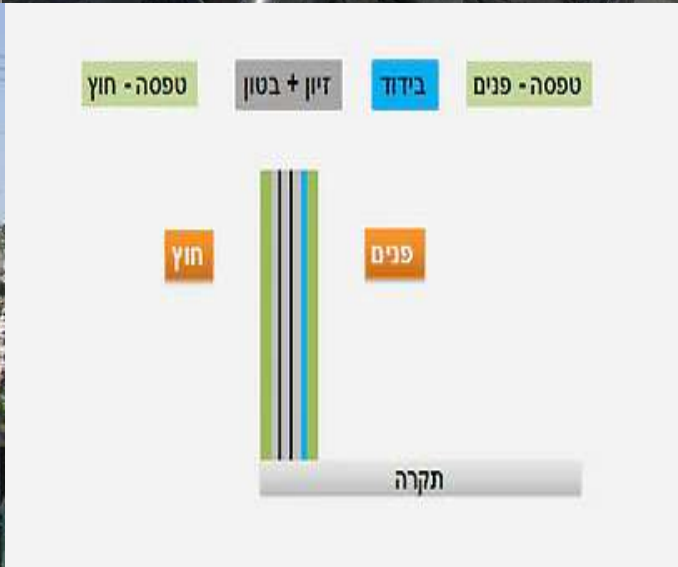 טפסה - פנים
בידוד
זיון + בטון
טפסה - חוץ
פנים
חוץ
תקרה